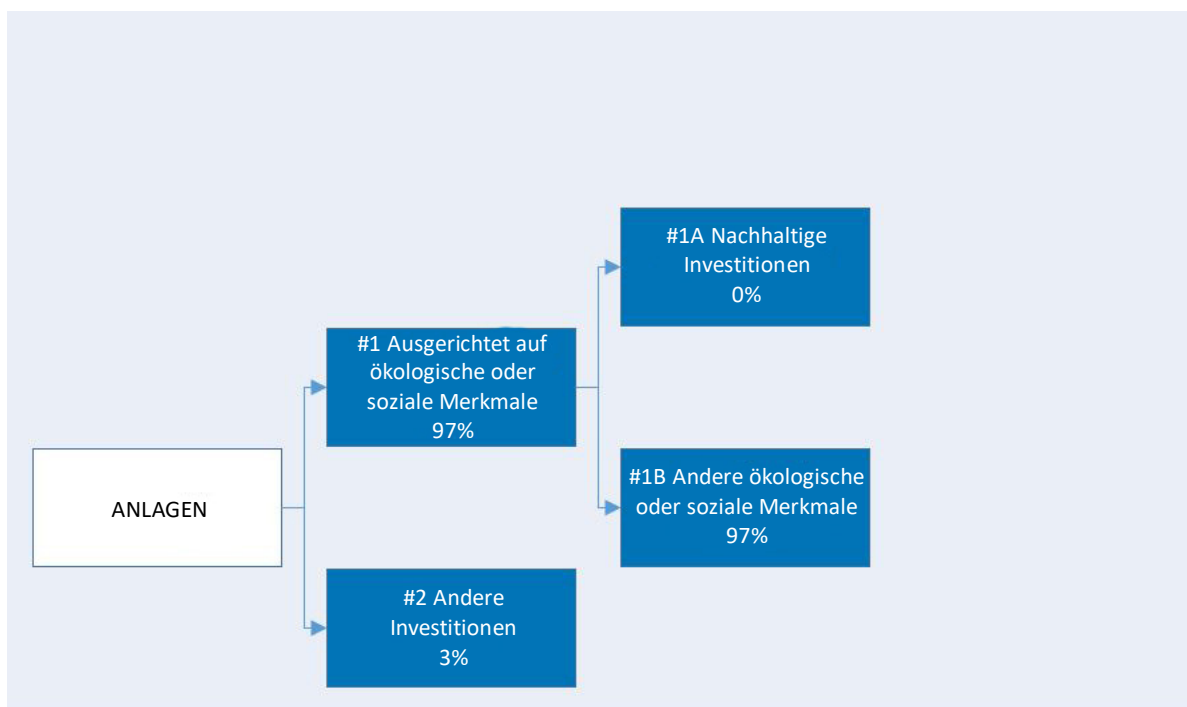 ANLAGEN
#1 Ausgerichtet auf
ökologische oder
soziale Merkmale
97%
#2 Andere
Investitionen
3%
#1A Nachhaltige
Investitionen
0%
#1B Andere ökologische
oder soziale Merkmale
97%